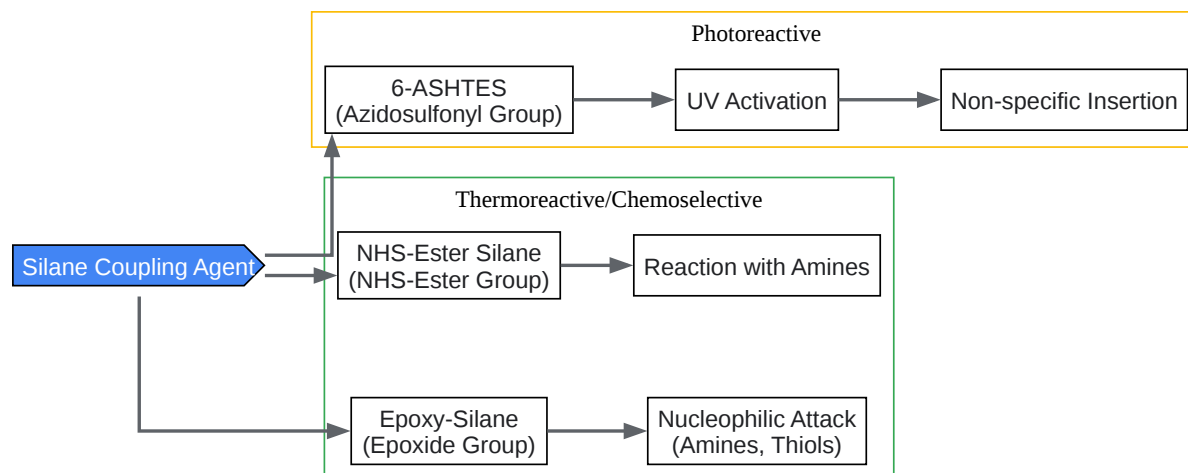 Photoreactive
6-ASHTES
(Azidosulfonyl Group)
UV Activation
Non-specific Insertion
Thermoreactive/Chemoselective
Silane Coupling Agent
NHS-Ester Silane
(NHS-Ester Group)
Reaction with Amines
Epoxy-Silane
(Epoxide Group)
Nucleophilic Attack
(Amines, Thiols)